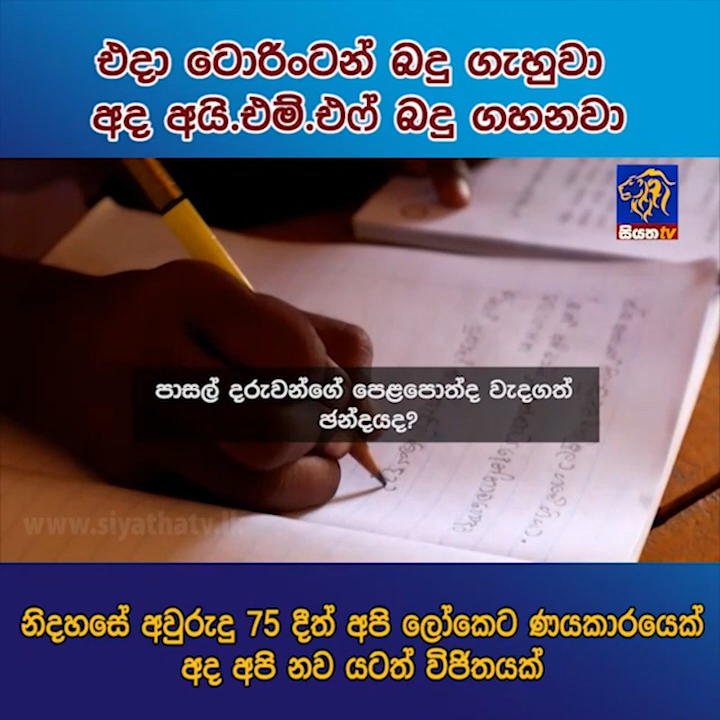 එදා ටොරිංටන් බදු ගැහුවා
අද අයි.එම්.එෆ් බදු ගහනවා
සියත tv
පාසල් දරුවන්ගේ පෙළපොත්ද වැදගත්
ඡන්දයද?
www.siyathatv.lk
නිදහසේ අවුරුදු 75 දීත් අපි ලෝකෙට ණයකාරයෙක්
අද අපි නව යටත් විජිතයක්